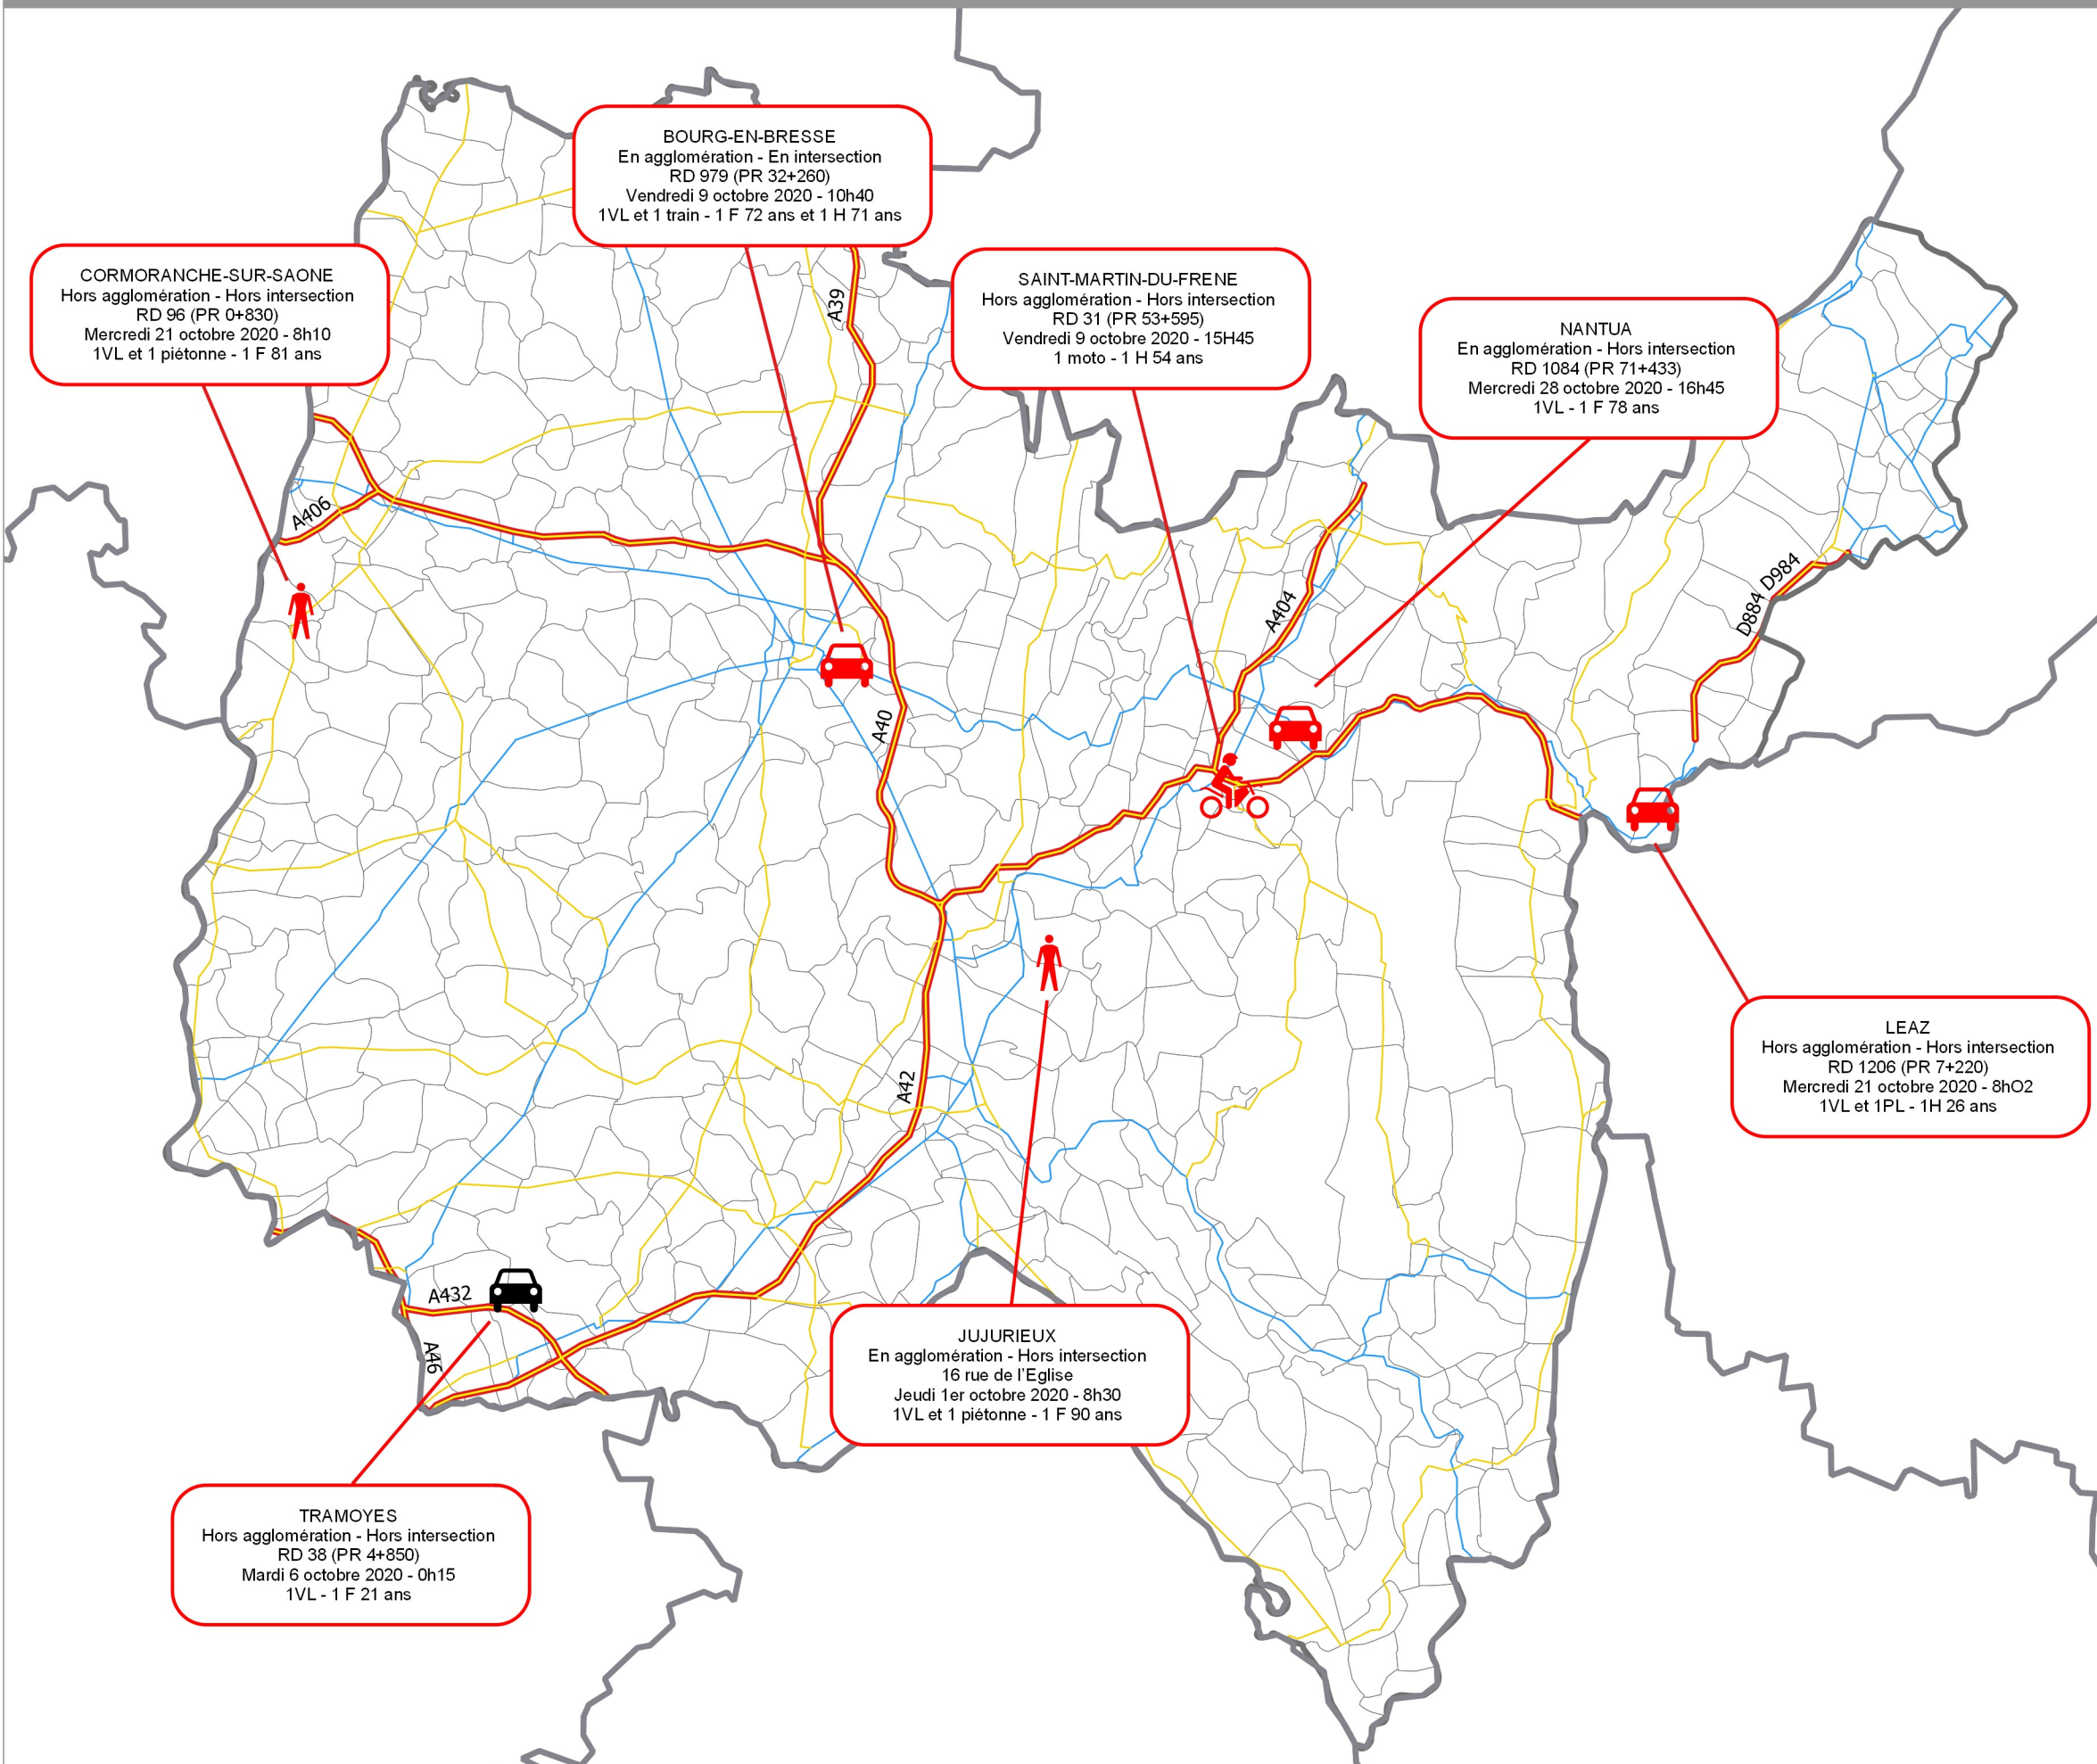 BOURG-EN-BRESSE
En agglomération - En intersection
RD 979 (PR 32+260)
Vendredi 9 octobre 2020 - 10h40
1VL et 1 train - 1 F 72 ans et 1 H 71 ans
CORMORANCHE-SUR-SAONE
Hors agglomération - Hors intersection
RD 96 (PR 0+830)
Mercredi 21 octobre 2020 - 8h10
1VL et 1 piétonne - 1 F 81 ans
SAINT-MARTIN-DU-FRENE
Hors agglomération - Hors intersection
RD 31 (PR 53+595)
Vendredi 9 octobre 2020 - 15H45
1 moto - 1 H 54 ans
NANTUA
En agglomération - Hors intersection
RD 1084 (PR 71+433)
Mercredi 28 octobre 2020 - 16h45
1VL - 1 F 78 ans
A39
A406
A404
D984
D884
A40
A42
LEAZ
Hors agglomération - Hors intersection
RD 1206 (PR 7+220)
Mercredi 21 octobre 2020 - 8hO2
1VL et 1PL - 1H 26 ans
A432
A46
JUJURIEUX
En agglomération - Hors intersection
16 rue de l'Eglise
Jeudi 1er octobre 2020 - 8h30
1VL et 1 piétonne - 1 F 90 ans
TRAMOYES
Hors agglomération - Hors intersection
RD 38 (PR 4+850)
Mardi 6 octobre 2020 - 0h15
1VL - 1 F 21 ans